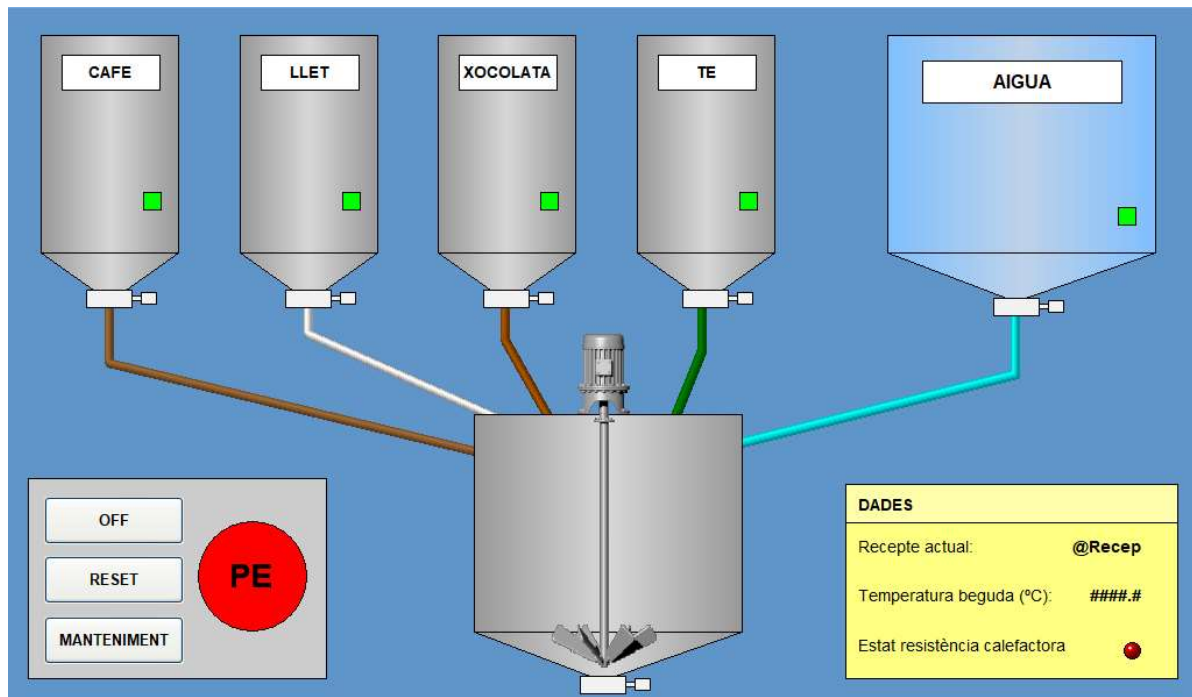 CAFE
LLET
XOCOLATA
TE
AIGUA
OFF
RESET
MANTENIMENT
PE
DADES
Recepte actual: @Recep
Temperatura beguda (ºC): ####.#
Estat resistència calefactora